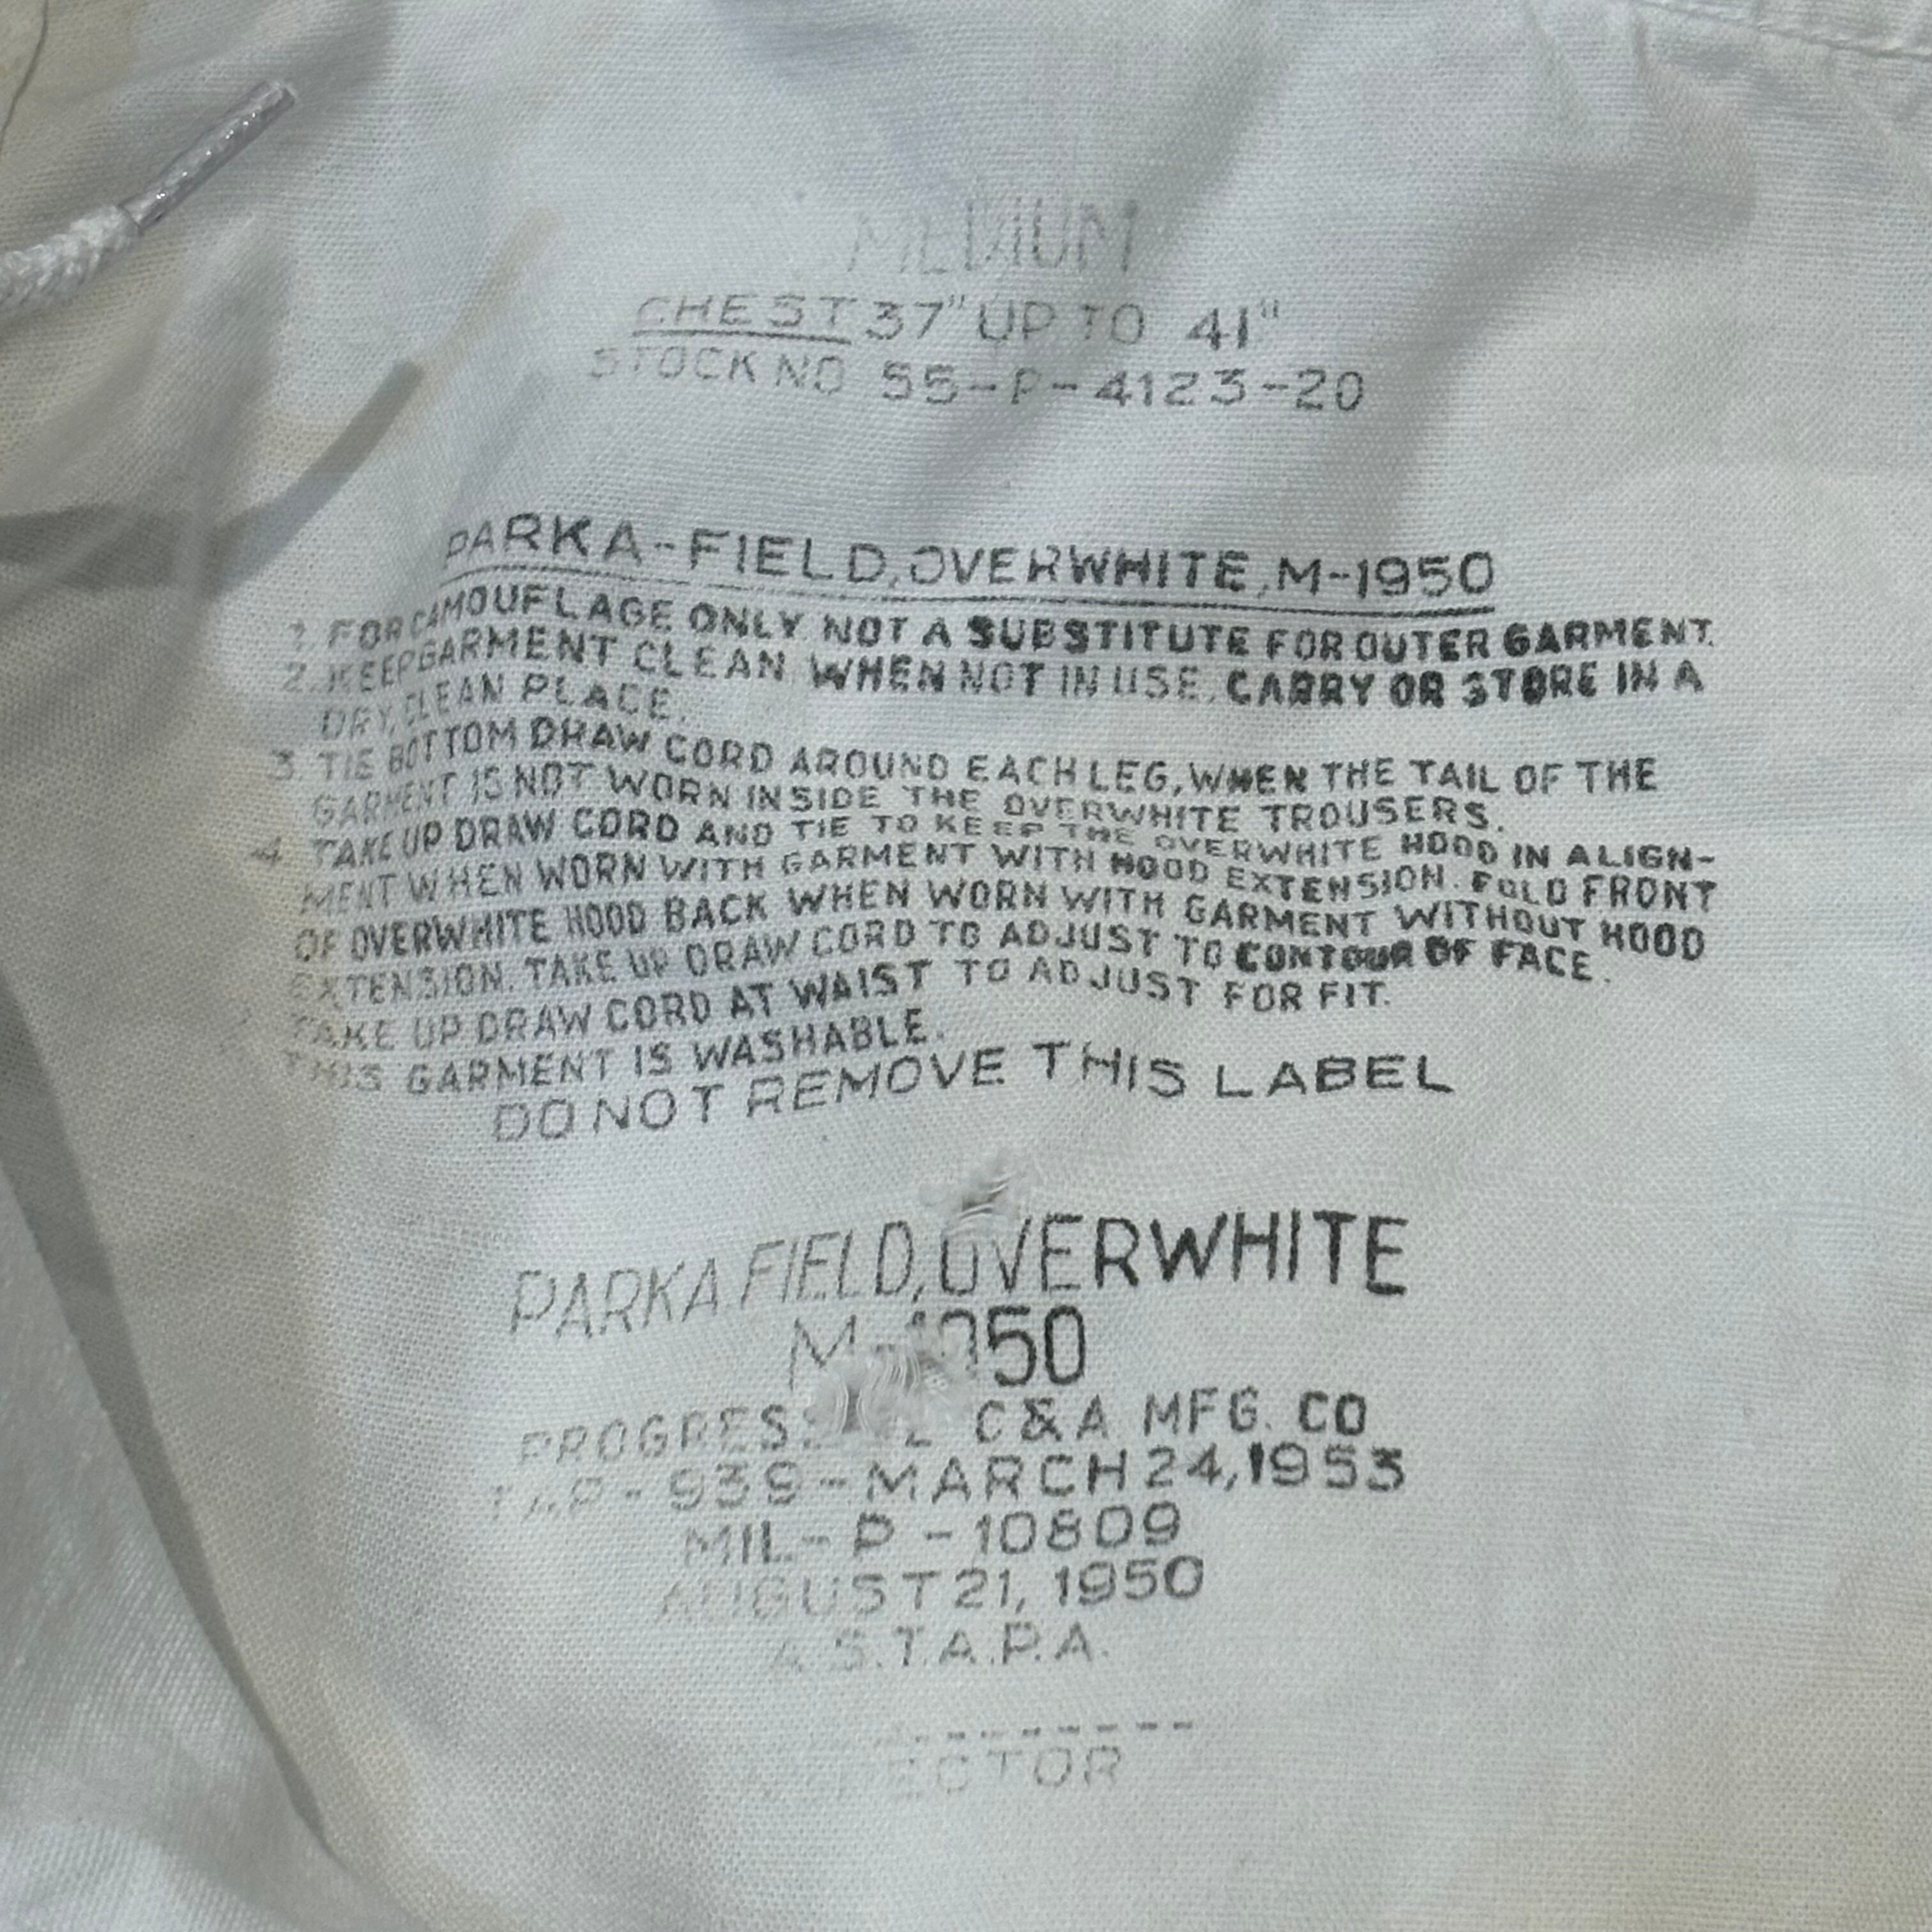 MEDIUM
CHEST 37" UP TO 41"
STOCK NO 55-P-4123-20
PARKA-FIELD, OVERWHITE, M-1950
1. FOR CAMOUFLAGE ONLY NOT A SUBSTITUTE FOR OUTER GARMENT.
2. KEEP GARMENT CLEAN WHEN NOT IN USE, CARRY OR STORE IN A
DRY, CLEAN PLACE.
3. TIE BOTTOM DRAW CORD AROUND EACH LEG, WHEN THE TAIL OF THE
GARMENT IS NOT WORN INSIDE THE OVERWHITE TROUSERS.
4. TAKE UP DRAW CORD AND TIE TO KEEP THE OVERWHITE HOOD IN ALIGN-
MENT WHEN WORN WITH GARMENT WITH HOOD EXTENSION. FOLD FRONT
OF OVERWHITE HOOD BACK WHEN WORN WITH GARMENT WITHOUT HOOD
EXTENSION. TAKE UP DRAW CORD TO ADJUST TO CONTOUR OF FACE.
TAKE UP DRAW CORD AT WAIST TO ADJUST FOR FIT.
THIS GARMENT IS WASHABLE.
DO NOT REMOVE THIS LABEL
PARKA FIELD, OVERWHITE
M-1950
C&A MFG. CO
TAP-939-MARCH 24, 1953
MIL-P-10809
AUGUST 21, 1950
A.S.T.A.P.A.